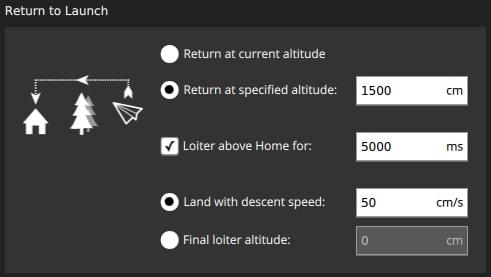 Return to Launch
Return at current altitude
Return at specified altitude: 1500 cm
Loiter above Home for: 5000 ms
Land with descent speed: 50 cm/s
Final loiter altitude: 0 cm